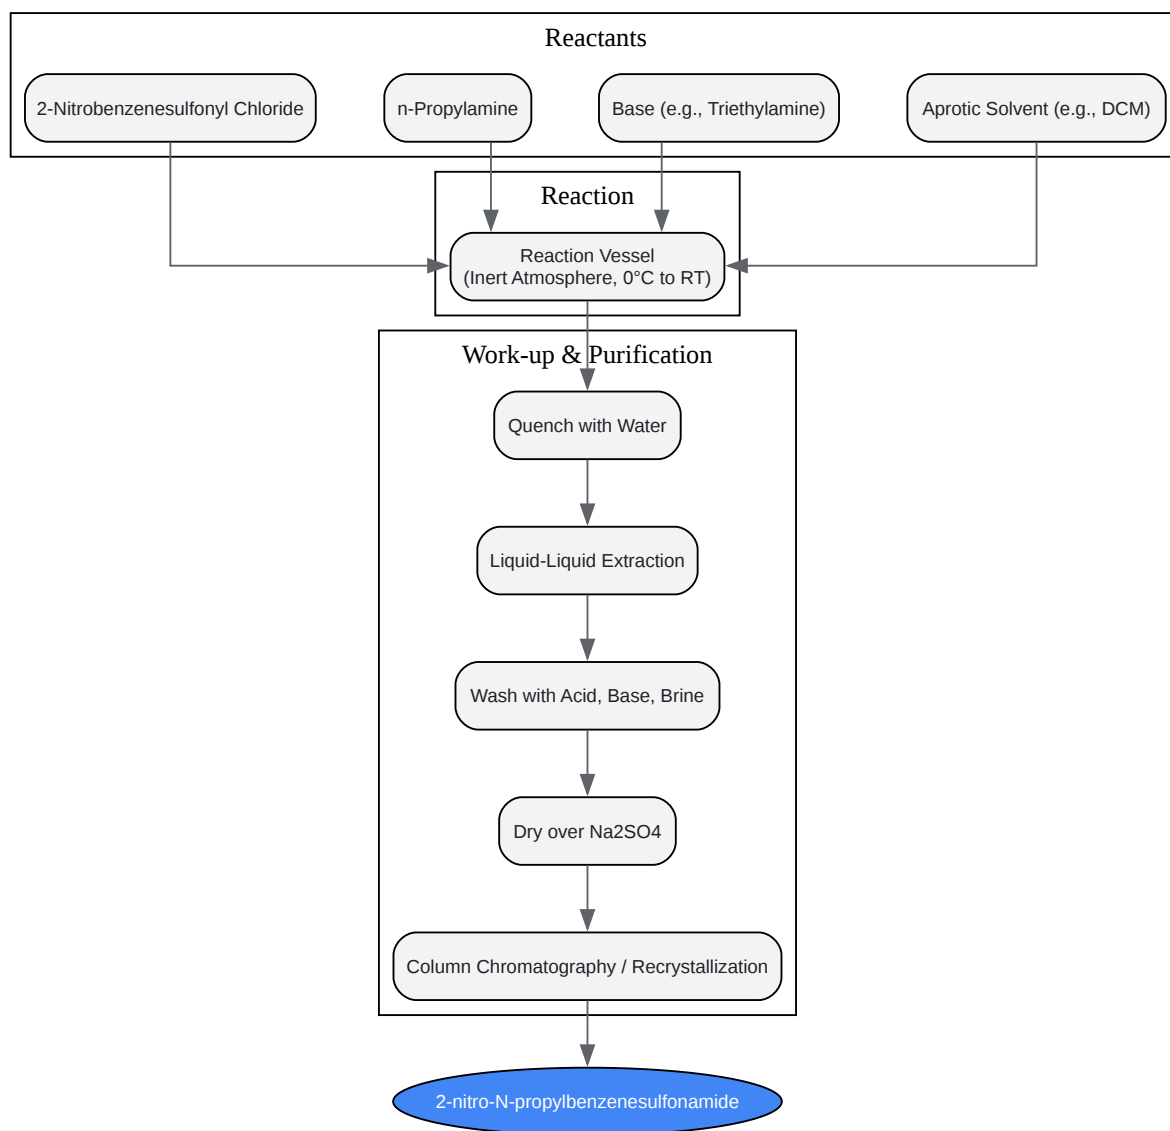 Reactants
2-Nitrobenzenesulfonyl Chloride
n-Propylamine
Base (e.g., Triethylamine)
Aprotic Solvent (e.g., DCM)
Reaction
Reaction Vessel
(Inert Atmosphere, 0°C to RT)
Work-up & Purification
Quench with Water
Liquid-Liquid Extraction
Wash with Acid, Base, Brine
Dry over Na2SO4
Column Chromatography / Recrystallization
2-nitro-N-propylbenzenesulfonamide